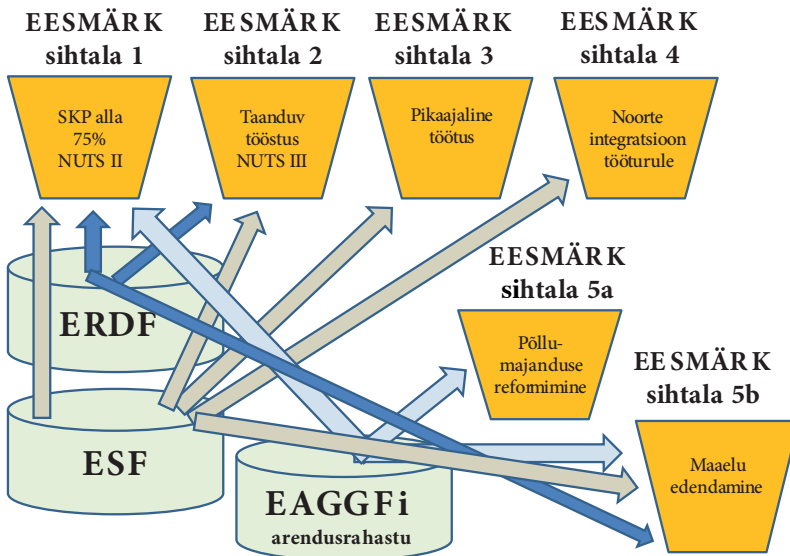 EESMÄRK
sihtala 1
SKP alla
75%
NUTS II
EESMÄRK
sihtala 2
Taanduv
tööstus
NUTS III
EESMÄRK
sihtala 3
Pikaajaline
töötus
EESMÄRK
sihtala 4
Noorte
integratsioon
tööturule
EESMÄRK
sihtala 5a
Põllu-
majanduse
reformimine
EESMÄRK
sihtala 5b
Maaelu
edendamine
ERDF
ESF
EAGGFi
arendusrahastu